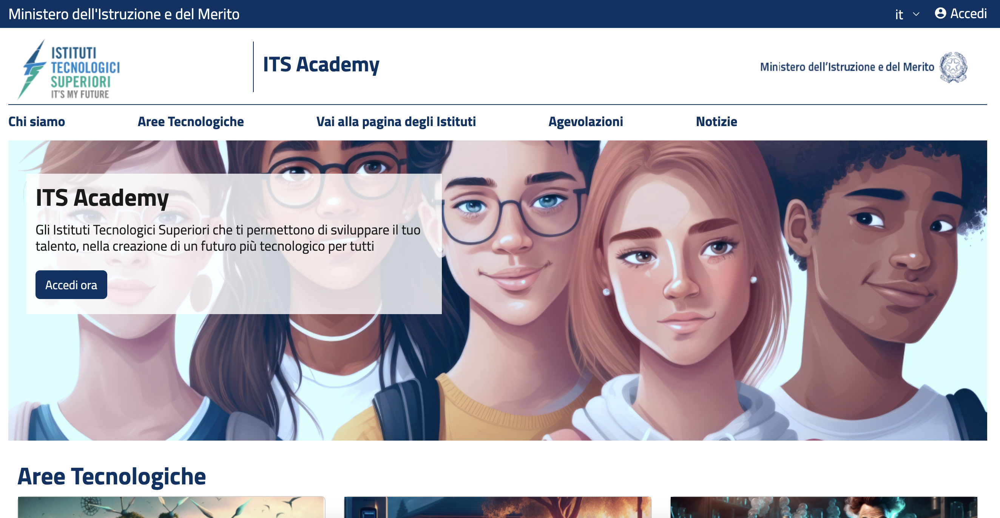 Ministero dell'Istruzione e del Merito
it
Accedi
ISTITUTI
TECNOLOGICI
SUPERIORI
IT'S MY FUTURE
ITS Academy
Ministero dell’Istruzione e del Merito
Chi siamo
Aree Tecnologiche
Vai alla pagina degli Istituti
Agevolazioni
Notizie
ITS Academy
Gli Istituti Tecnologici Superiori che ti permettono di sviluppare il tuo
talento, nella creazione di un futuro più tecnologico per tutti
Accedi ora
Aree Tecnologiche